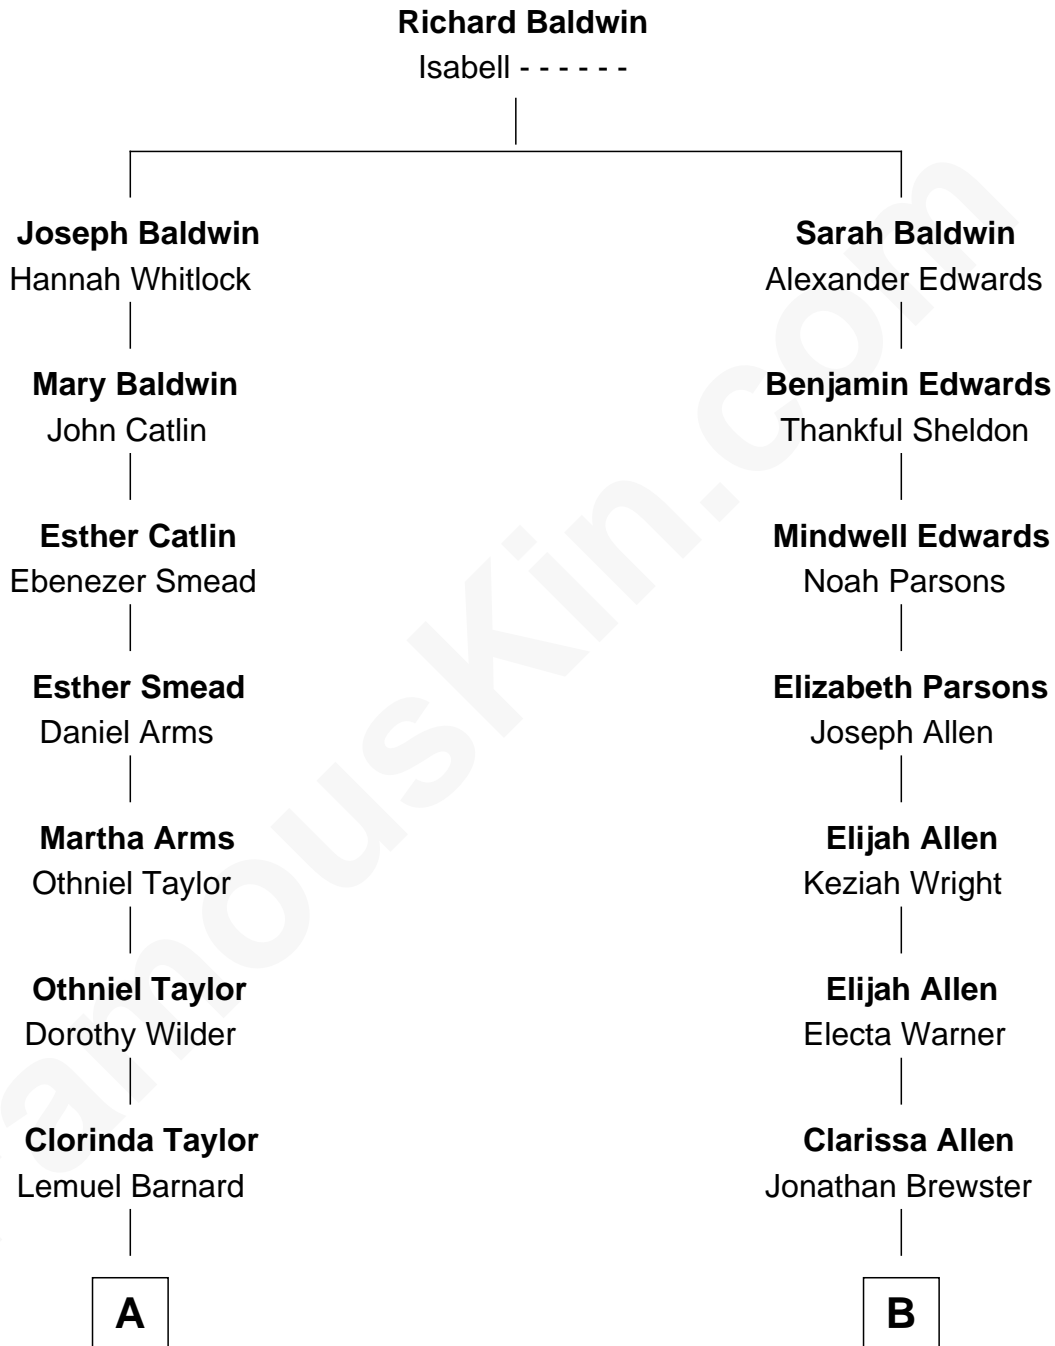 Richard Baldwin
Isabell - - - - - -
Joseph Baldwin
Hannah Whitlock
Mary Baldwin
John Catlin
Esther Catlin
Ebenezer Smead
Esther Smead
Daniel Arms
Martha Arms
Othniel Taylor
Othniel Taylor
Dorothy Wilder
Clorinda Taylor
Lemuel Barnard
A
Sarah Baldwin
Alexander Edwards
Benjamin Edwards
Thankful Sheldon
Mindwell Edwards
Noah Parsons
Elizabeth Parsons
Joseph Allen
Elijah Allen
Keziah Wright
Elijah Allen
Electa Warner
Clarissa Allen
Jonathan Brewster
B
amouskin.com